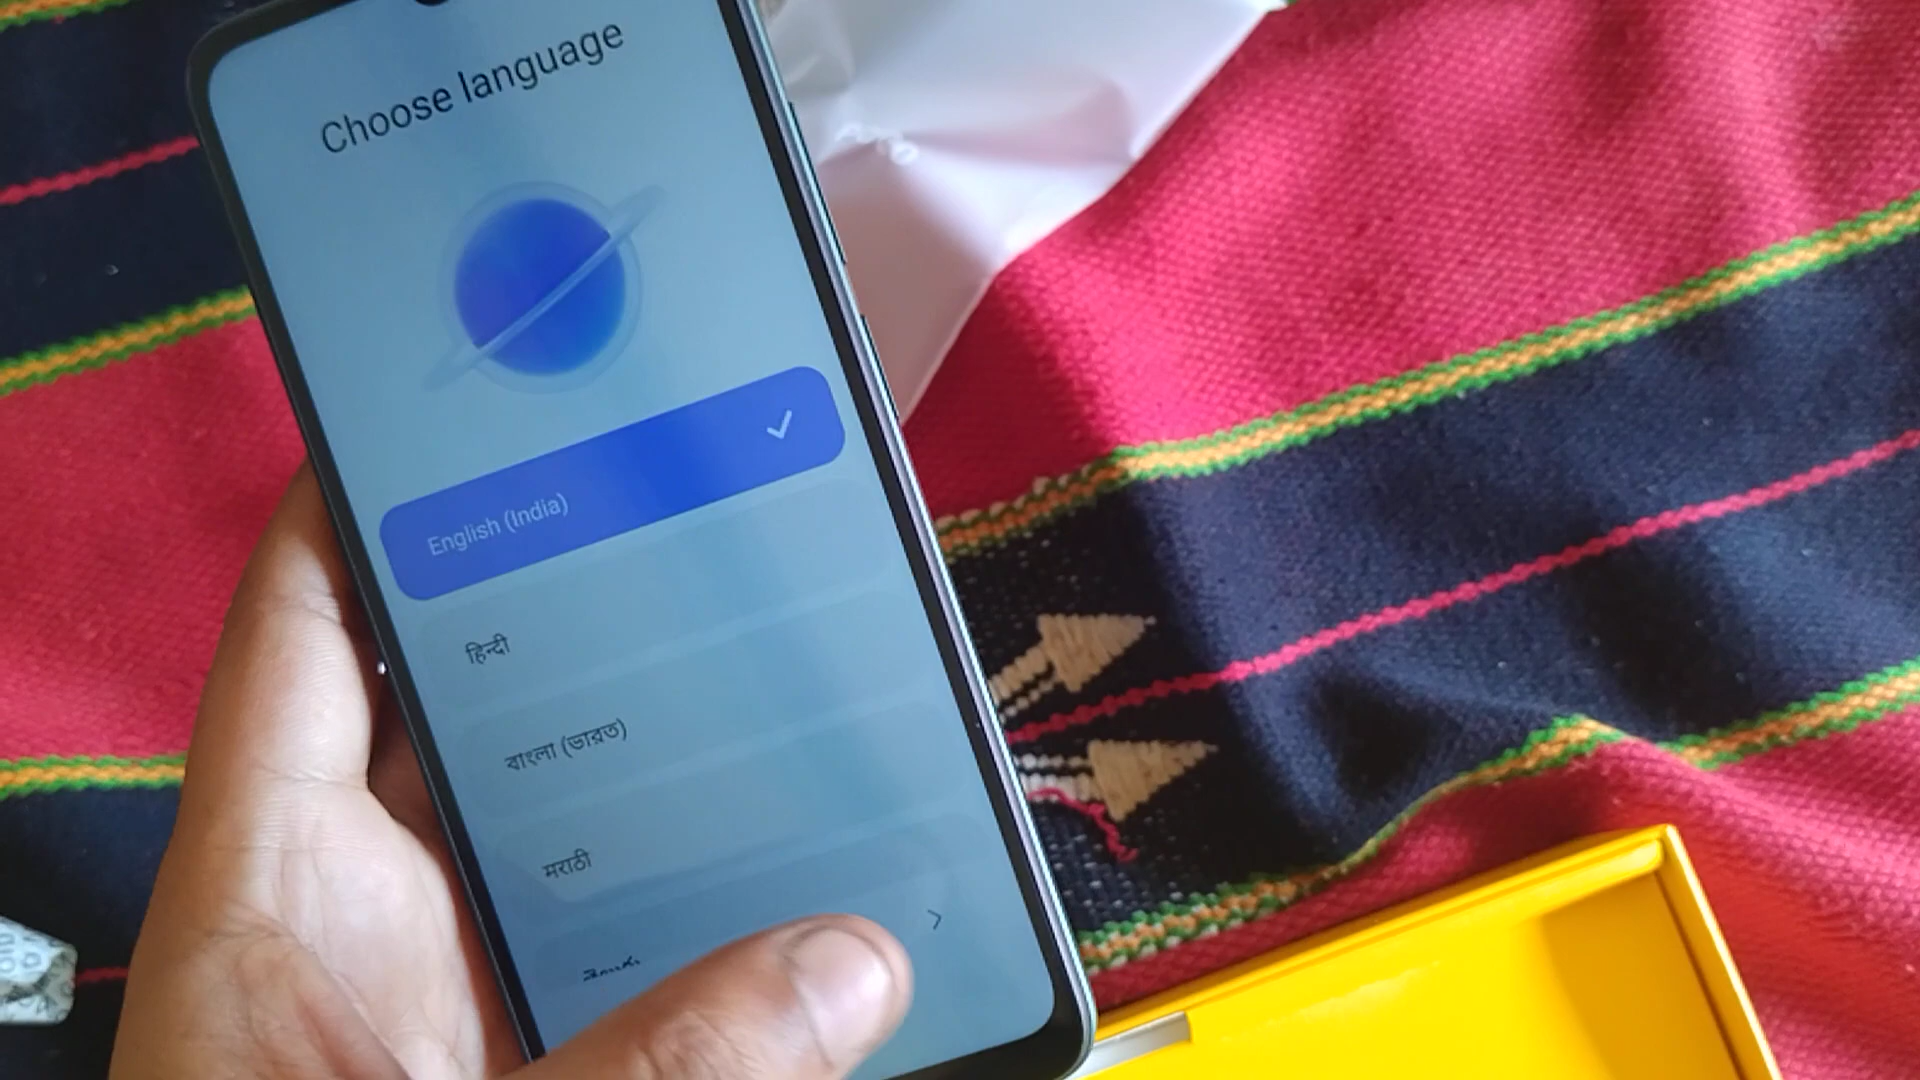 Choose language
English (India)
हिन्दी
বাংলা (ভারত)
मराठी